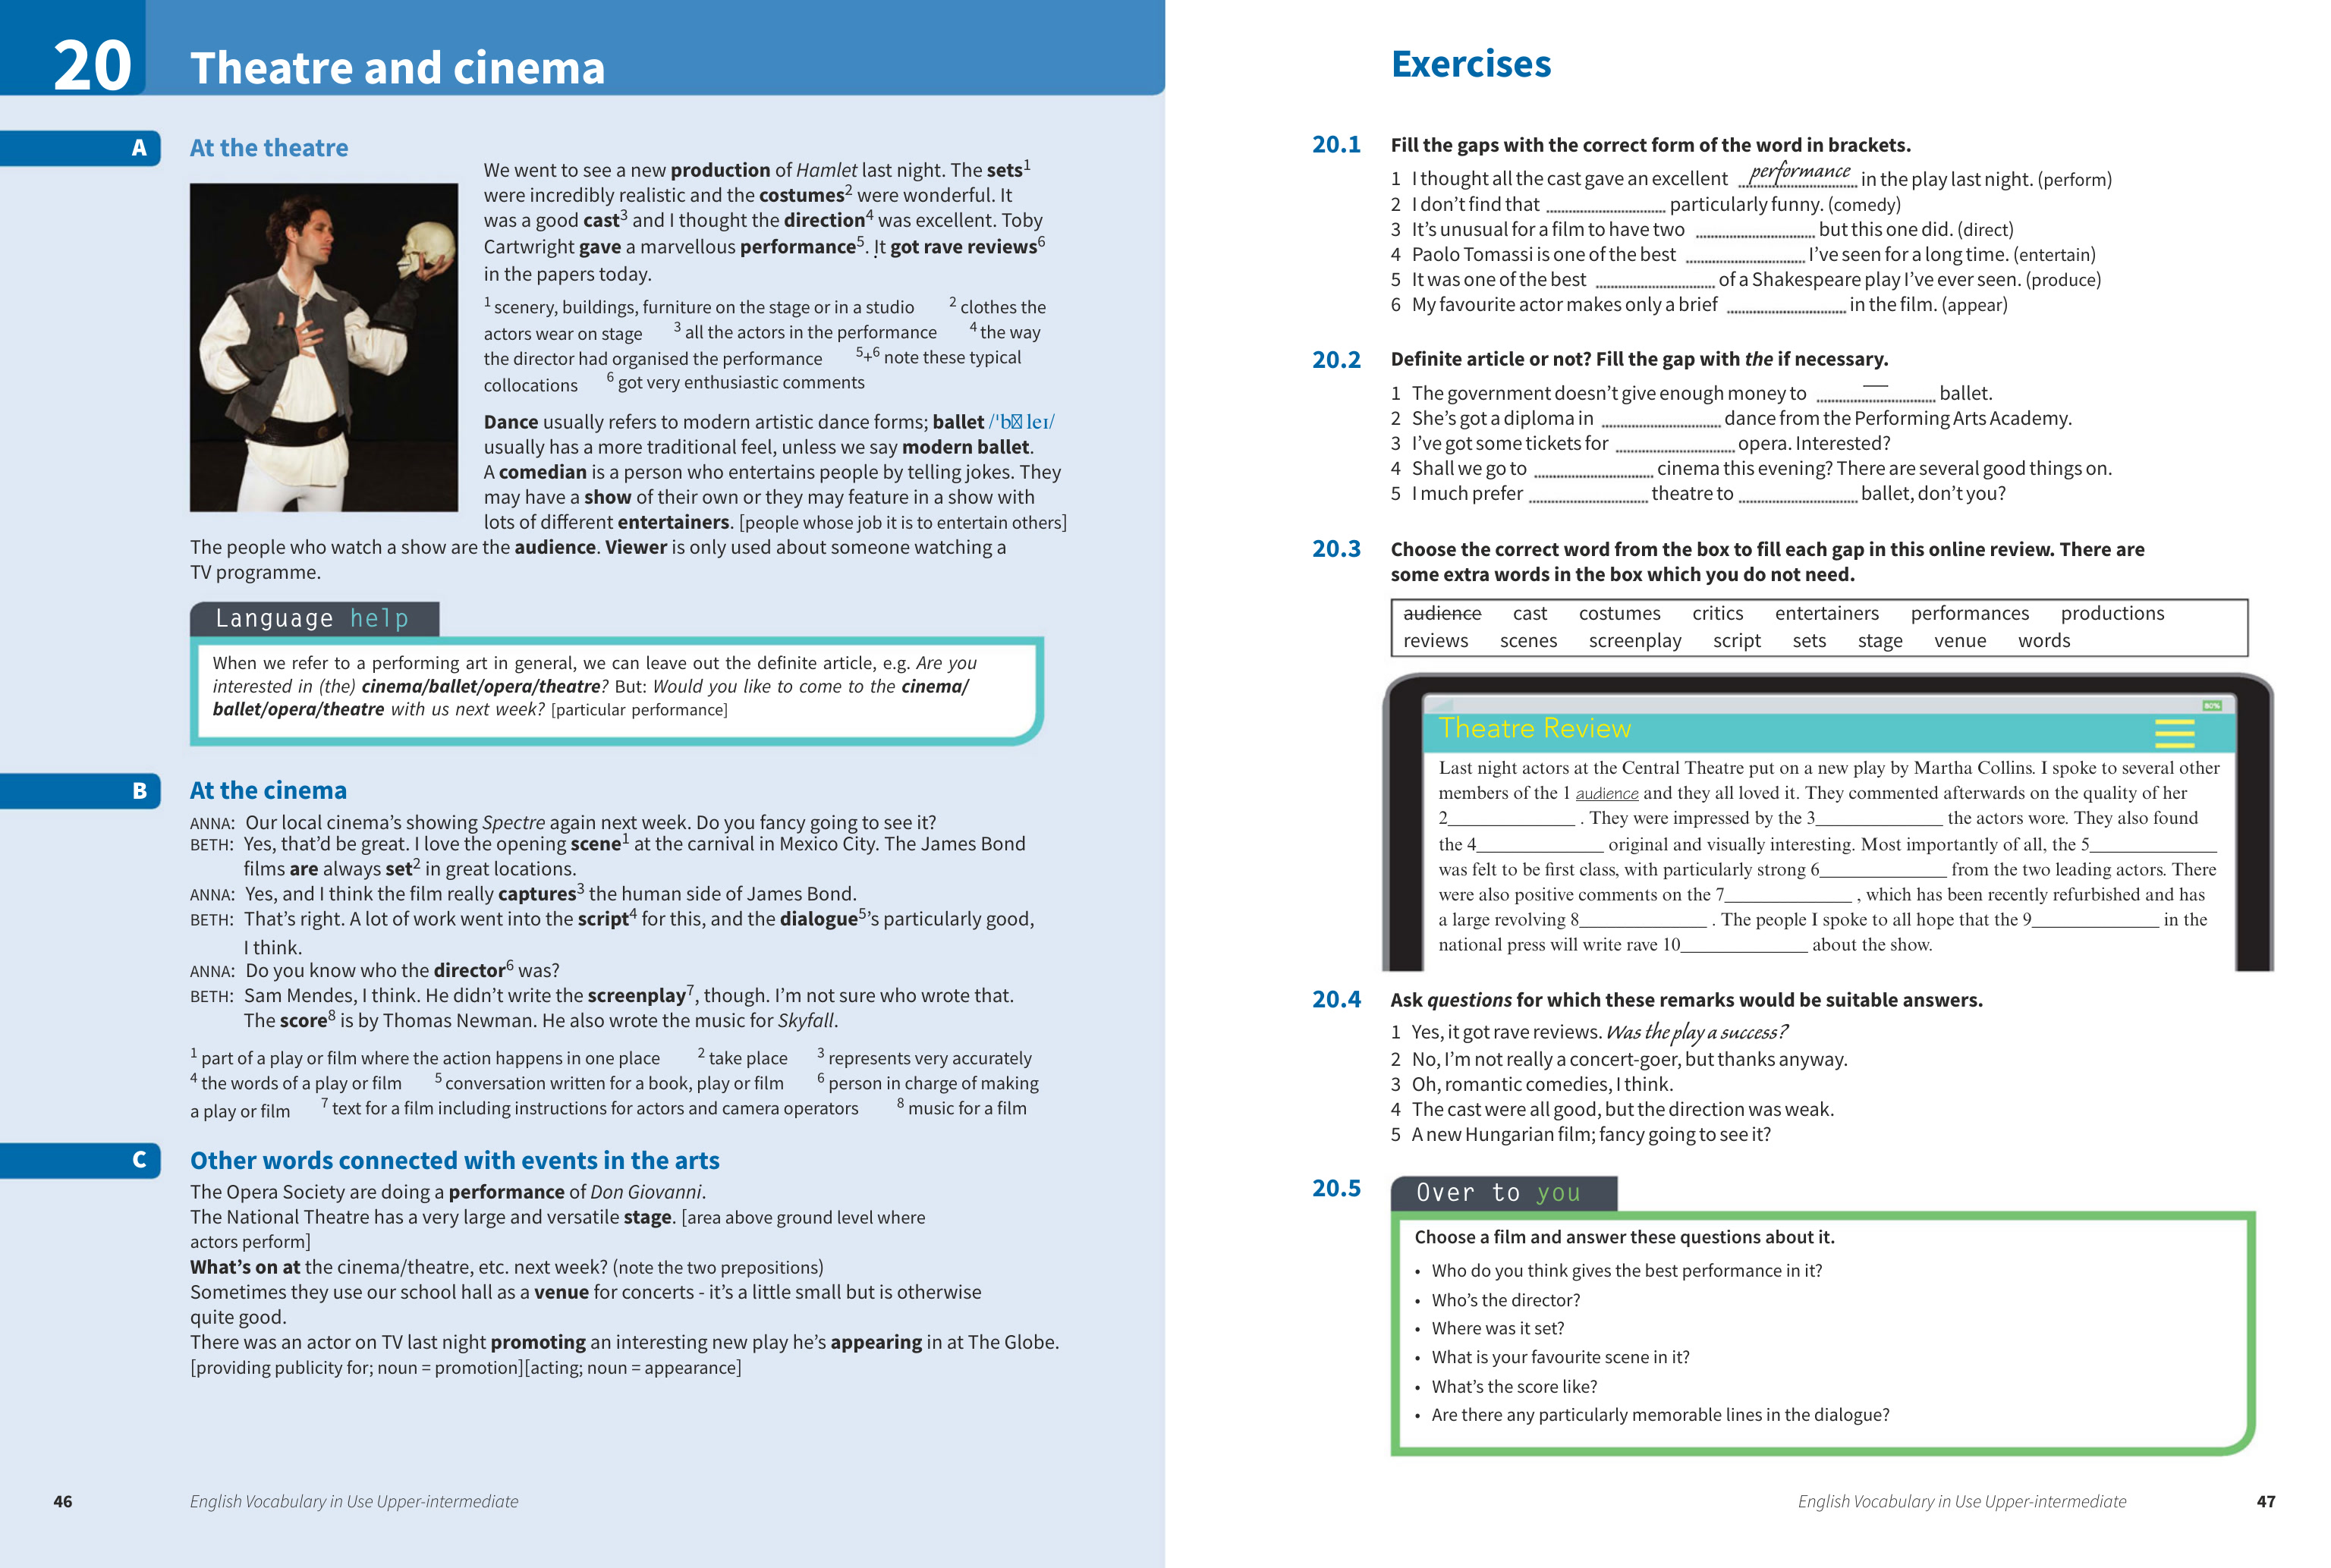 20
Theatre and cinema
A
At the theatre
We went to see a new production of Hamlet last night. The sets1
were incredibly realistic and the costumes2 were wonderful. It
was a good cast3 and I thought the direction4 was excellent. Toby
Cartwright gave a marvellous performance5. It got rave reviews6
in the papers today.
1 scenery, buildings, furniture on the stage or in a studio 2 clothes the
actors wear on stage 3 all the actors in the performance 4 the way
the director had organised the performance 5+6 note these typical
collocations 6 got very enthusiastic comments
Dance usually refers to modern artistic dance forms; ballet /ˈb leɪ/
usually has a more traditional feel, unless we say modern ballet.
A comedian is a person who entertains people by telling jokes. They
may have a show of their own or they may feature in a show with
lots of different entertainers. [people whose job it is to entertain others]
The people who watch a show are the audience. Viewer is only used about someone watching a
TV programme.
Language help
When we refer to a performing art in general, we can leave out the definite article, e.g. Are you
interested in (the) cinema/ballet/opera/theatre? But: Would you like to come to the cinema/
ballet/opera/theatre with us next week? [particular performance]
B
At the cinema
ANNA: Our local cinema's showing Spectre again next week. Do you fancy going to see it?
BETH: Yes, that'd be great. I love the opening scene1 at the carnival in Mexico City. The James Bond
films are always set2 in great locations.
ANNA: Yes, and I think the film really captures3 the human side of James Bond.
BETH: That's right. A lot of work went into the script4 for this, and the dialogue5's particularly good,
I think.
ANNA: Do you know who the director6 was?
BETH: Sam Mendes, I think. He didn't write the screenplay7, though. I'm not sure who wrote that.
The score8 is by Thomas Newman. He also wrote the music for Skyfall.
1 part of a play or film where the action happens in one place 2 take place 3 represents very accurately
4 the words of a play or film 5 conversation written for a book, play or film 6 person in charge of making
a play or film 7 text for a film including instructions for actors and camera operators 8 music for a film
C
Other words connected with events in the arts
The Opera Society are doing a performance of Don Giovanni.
The National Theatre has a very large and versatile stage. [area above ground level where
actors perform]
What's on at the cinema/theatre, etc. next week? (note the two prepositions)
Sometimes they use our school hall as a venue for concerts - it's a little small but is otherwise
quite good.
There was an actor on TV last night promoting an interesting new play he's appearing in at The Globe.
[providing publicity for; noun = promotion][acting; noun = appearance]
46
English Vocabulary in Use Upper-intermediate
Exercises
20.1
Fill the gaps with the correct form of the word in brackets.
1 I thought all the cast gave an excellent performance in the play last night. (perform)
2 I don't find that .............................. particularly funny. (comedy)
3 It's unusual for a film to have two .............................. but this one did. (direct)
4 Paolo Tomassi is one of the best .............................. I've seen for a long time. (entertain)
5 It was one of the best .............................. of a Shakespeare play I've ever seen. (produce)
6 My favourite actor makes only a brief .............................. in the film. (appear)
20.2
Definite article or not? Fill the gap with the if necessary.
1 The government doesn't give enough money to ..........—.......... ballet.
2 She's got a diploma in .............................. dance from the Performing Arts Academy.
3 I've got some tickets for .............................. opera. Interested?
4 Shall we go to .............................. cinema this evening? There are several good things on.
5 I much prefer .............................. theatre to .............................. ballet, don't you?
20.3
Choose the correct word from the box to fill each gap in this online review. There are
some extra words in the box which you do not need.
audience cast costumes critics entertainers performances productions
reviews scenes screenplay script sets stage venue words
80%
Theatre Review
Last night actors at the Central Theatre put on a new play by Martha Collins. I spoke to several other
members of the 1 audience and they all loved it. They commented afterwards on the quality of her
2_____________ . They were impressed by the 3_____________ the actors wore. They also found
the 4_____________ original and visually interesting. Most importantly of all, the 5_____________
was felt to be first class, with particularly strong 6_____________ from the two leading actors. There
were also positive comments on the 7_____________ , which has been recently refurbished and has
a large revolving 8_____________ . The people I spoke to all hope that the 9_____________ in the
national press will write rave 10_____________ about the show.
20.4
Ask questions for which these remarks would be suitable answers.
1 Yes, it got rave reviews. Was the play a success?
2 No, I'm not really a concert-goer, but thanks anyway.
3 Oh, romantic comedies, I think.
4 The cast were all good, but the direction was weak.
5 A new Hungarian film; fancy going to see it?
20.5
Over to you
Choose a film and answer these questions about it.
• Who do you think gives the best performance in it?
• Who's the director?
• Where was it set?
• What is your favourite scene in it?
• What's the score like?
• Are there any particularly memorable lines in the dialogue?
English Vocabulary in Use Upper-intermediate
47